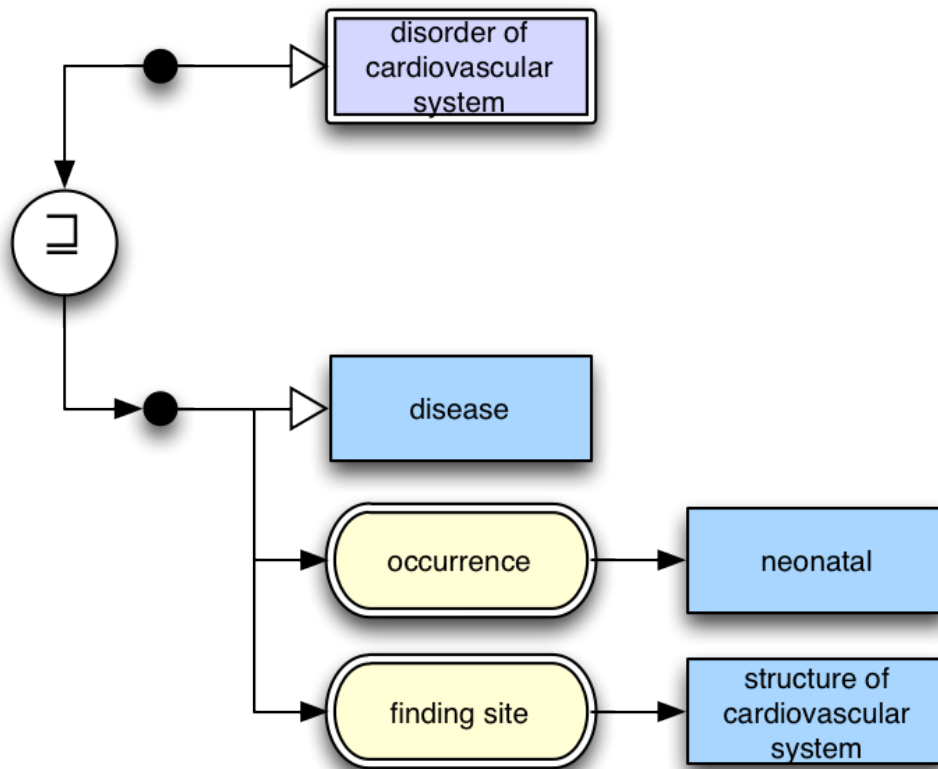 disorder of
cardiovascular
system
⊒
disease
occurrence
neonatal
finding site
structure of
cardiovascular
system